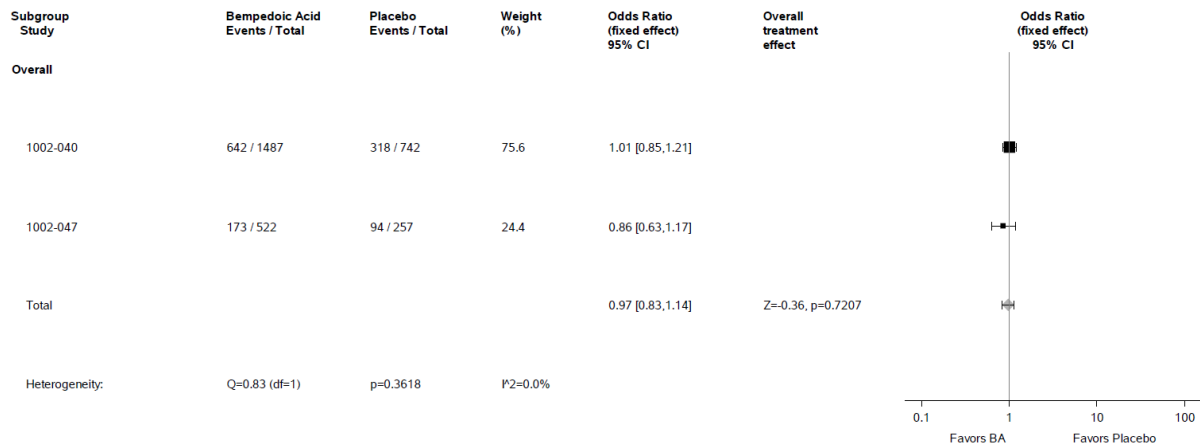 Subgroup Bempedoic Acid Placebo Weight Odds Ratio Overall Odds Ratio
Study Events / Total Events / Total (%) (fixed effect) treatment (fixed effect)
95% CI effect 95% CI
Overall
1002-040 642 / 1487 318 / 742 75.6 1.01 [0.85,1.21]
1002-047 173 / 522 94 / 257 24.4 0.86 [0.63,1.17]
Total 0.97 [0.83,1.14] Z=-0.36, p=0.7207
Heterogeneity: Q=0.83 (df=1) p=0.3618 I^2=0.0%
0.1 1 10 100
Favors BA Favors Placebo